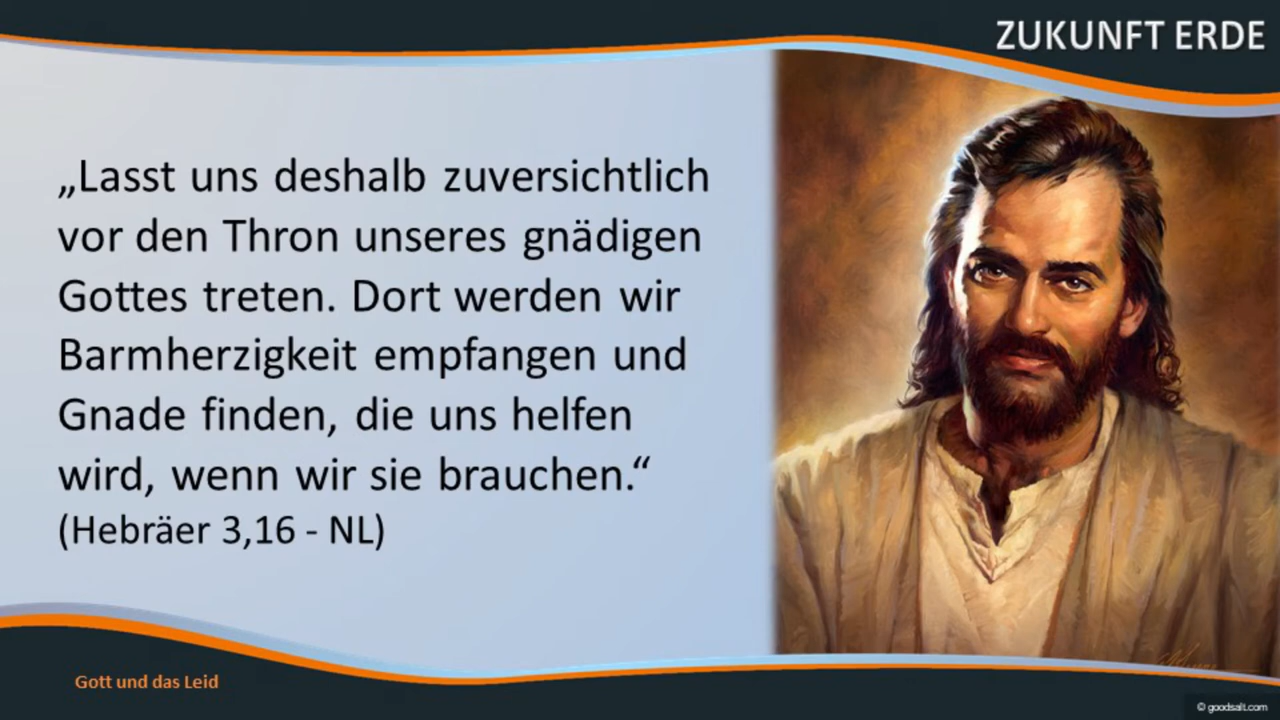 ZUKUNFT ERDE
„Lasst uns deshalb zuversichtlich
vor den Thron unseres gnädigen
Gottes treten. Dort werden wir
Barmherzigkeit empfangen und
Gnade finden, die uns helfen
wird, wenn wir sie brauchen.“
(Hebräer 3,16 - NL)
Gott und das Leid
© goodsalt.com